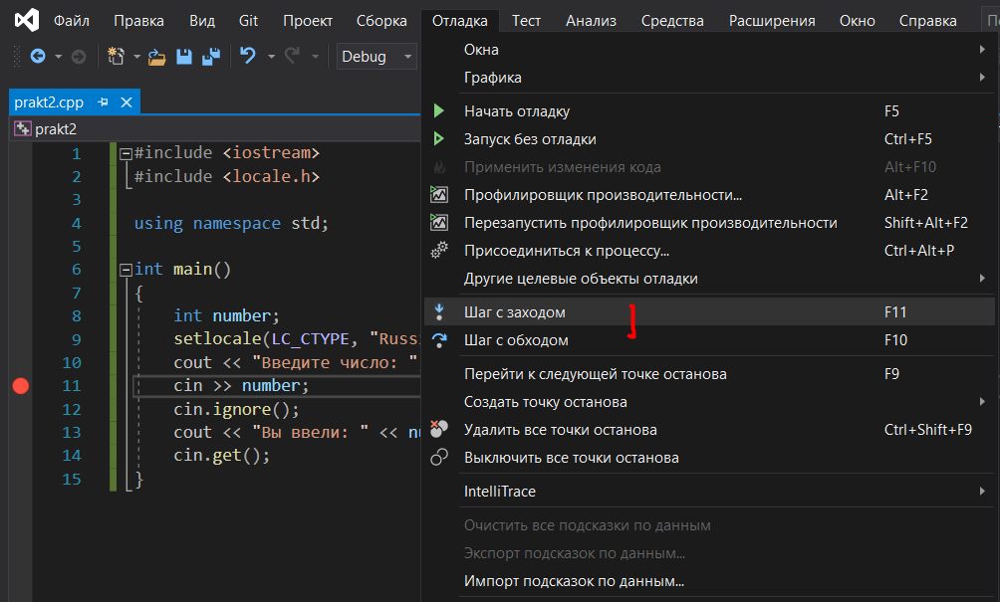 Файл Правка Вид Git Проект Сборка Отладка Тест Анализ Средства Расширения Окно Справка
Debug
prakt2.cpp
prakt2
1 #include <iostream>
2 #include <locale.h>
3
4 using namespace std;
5
6 int main()
7 {
8 int number;
9 setlocale(LC_CTYPE, "Russi
10 cout << "Введите число: "
11 cin >> number;
12 cin.ignore();
13 cout << "Вы ввели: " << nu
14 cin.get();
15 }
Окна
Графика
Начать отладку F5
Запуск без отладки Ctrl+F5
Применить изменения кода Alt+F10
Профилировщик производительности... Alt+F2
Перезапустить профилировщик производительности Shift+Alt+F2
Присоединиться к процессу... Ctrl+Alt+P
Другие целевые объекты отладки
Шаг с заходом F11
Шаг с обходом F10
Перейти к следующей точке останова F9
Создать точку останова
Удалить все точки останова Ctrl+Shift+F9
Выключить все точки останова
IntelliTrace
Очистить все подсказки по данным
Экспорт подсказок по данным...
Импорт подсказок по данным...